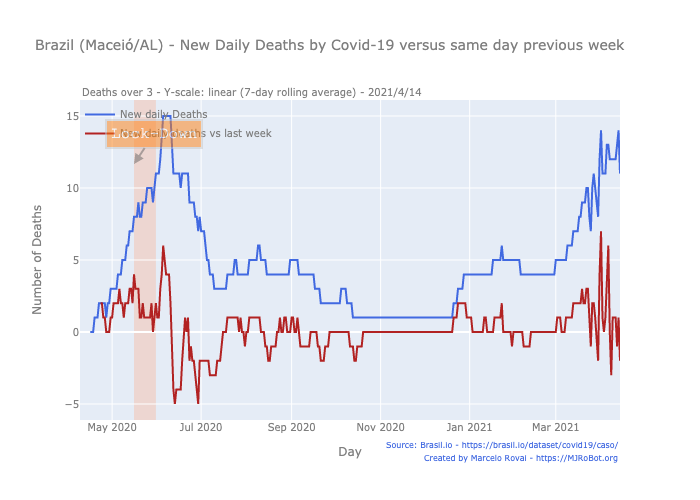 Brazil (Maceió/AL) - New Daily Deaths by Covid-19 versus same day previous week
Deaths over 3 - Y-scale: linear (7-day rolling average) - 2021/4/14
New daily Deaths
vs last week
15
10
5
0
−5
Number of Deaths
May 2020
Jul 2020
Sep 2020
Nov 2020
Jan 2021
Mar 2021
Day
Source: Brasil.io - https://brasil.io/dataset/covid19/caso/
Created by Marcelo Rovai - https://MJRoBot.org